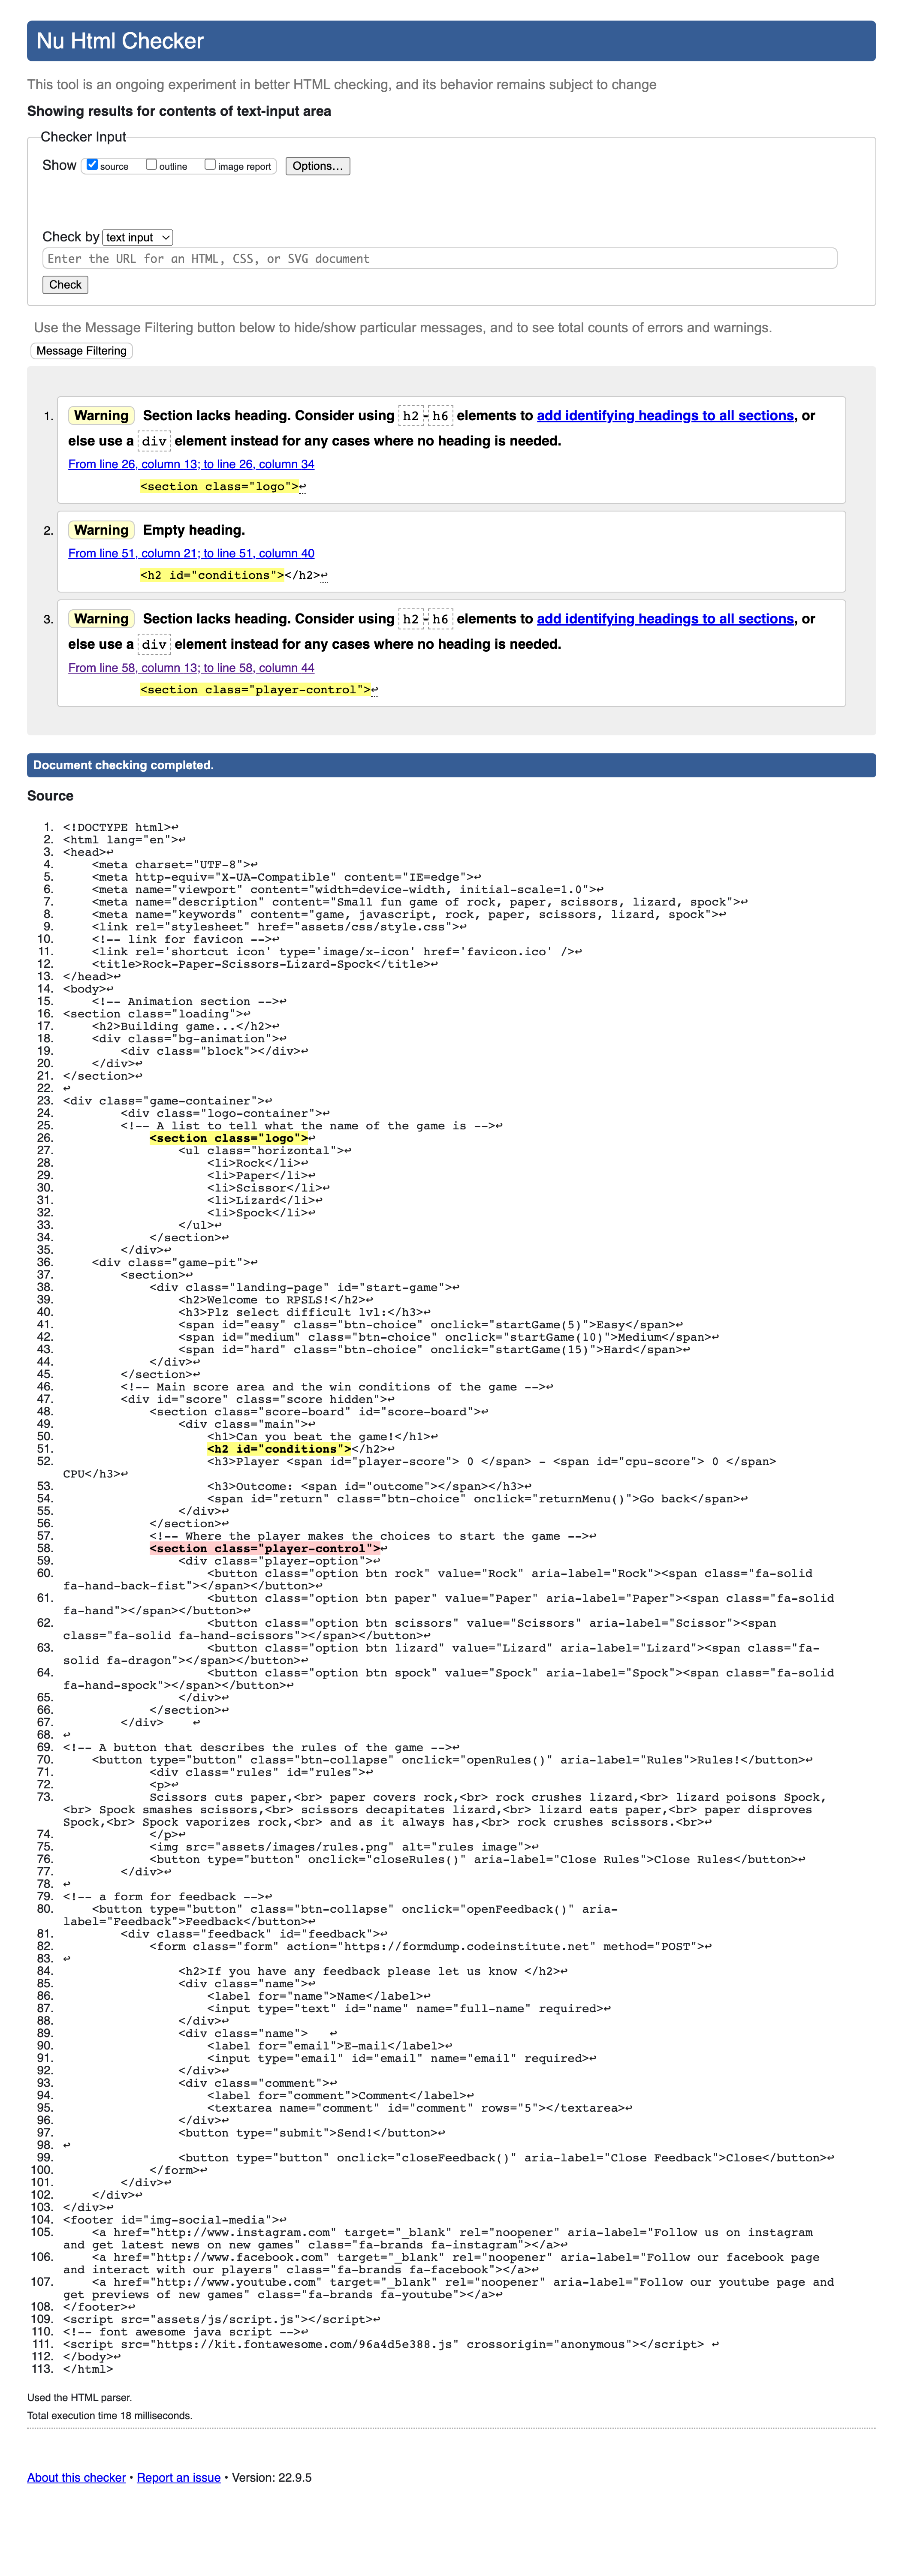 Nu Html Checker
This tool is an ongoing experiment in better HTML checking, and its behavior remains subject to change
Showing results for contents of text-input area
Checker Input
Show source outline image report Options...
Check by text input
Enter the URL for an HTML, CSS, or SVG document
Check
Use the Message Filtering button below to hide/show particular messages, and to see total counts of errors and warnings.
Message Filtering
1. Warning Section lacks heading. Consider using h2-h6 elements to add identifying headings to all sections, or
else use a div element instead for any cases where no heading is needed.
From line 26, column 13; to line 26, column 34
<section class="logo">↩
2. Warning Empty heading.
From line 51, column 21; to line 51, column 40
<h2 id="conditions"></h2>↩
3. Warning Section lacks heading. Consider using h2-h6 elements to add identifying headings to all sections, or
else use a div element instead for any cases where no heading is needed.
From line 58, column 13; to line 58, column 44
<section class="player-control">↩
Document checking completed.
Source
1. <!DOCTYPE html>↩
2. <html lang="en">↩
3. <head>↩
4. <meta charset="UTF-8">↩
5. <meta http-equiv="X-UA-Compatible" content="IE=edge">↩
6. <meta name="viewport" content="width=device-width, initial-scale=1.0">↩
7. <meta name="description" content="Small fun game of rock, paper, scissors, lizard, spock">↩
8. <meta name="keywords" content="game, javascript, rock, paper, scissors, lizard, spock">↩
9. <link rel="stylesheet" href="assets/css/style.css">↩
10. <!-- link for favicon -->↩
11. <link rel='shortcut icon' type='image/x-icon' href='favicon.ico' />↩
12. <title>Rock-Paper-Scissors-Lizard-Spock</title>↩
13. </head>↩
14. <body>↩
15. <!-- Animation section -->↩
16. <section class="loading">↩
17. <h2>Building game...</h2>↩
18. <div class="bg-animation">↩
19. <div class="block"></div>↩
20. </div>↩
21. </section>↩
22. ↩
23. <div class="game-container">↩
24. <div class="logo-container">↩
25. <!-- A list to tell what the name of the game is -->↩
26. <section class="logo">↩
27. <ul class="horizontal">↩
28. <li>Rock</li>↩
29. <li>Paper</li>↩
30. <li>Scissor</li>↩
31. <li>Lizard</li>↩
32. <li>Spock</li>↩
33. </ul>↩
34. </section>↩
35. </div>↩
36. <div class="game-pit">↩
37. <section>↩
38. <div class="landing-page" id="start-game">↩
39. <h2>Welcome to RPSLS!</h2>↩
40. <h3>Plz select difficult lvl:</h3>↩
41. <span id="easy" class="btn-choice" onclick="startGame(5)">Easy</span>↩
42. <span id="medium" class="btn-choice" onclick="startGame(10)">Medium</span>↩
43. <span id="hard" class="btn-choice" onclick="startGame(15)">Hard</span>↩
44. </div>↩
45. </section>↩
46. <!-- Main score area and the win conditions of the game -->↩
47. <div id="score" class="score hidden">↩
48. <section class="score-board" id="score-board">↩
49. <div class="main">↩
50. <h1>Can you beat the game!</h1>↩
51. <h2 id="conditions"></h2>↩
52. <h3>Player <span id="player-score"> 0 </span> - <span id="cpu-score"> 0 </span>
CPU</h3>↩
53. <h3>Outcome: <span id="outcome"></span></h3>↩
54. <span id="return" class="btn-choice" onclick="returnMenu()">Go back</span>↩
55. </div>↩
56. </section>↩
57. <!-- Where the player makes the choices to start the game -->↩
58. <section class="player-control">↩
59. <div class="player-option">↩
60. <button class="option btn rock" value="Rock" aria-label="Rock"><span class="fa-solid
fa-hand-back-fist"></span></button>↩
61. <button class="option btn paper" value="Paper" aria-label="Paper"><span class="fa-solid
fa-hand"></span></button>↩
62. <button class="option btn scissors" value="Scissors" aria-label="Scissor"><span
class="fa-solid fa-hand-scissors"></span></button>↩
63. <button class="option btn lizard" value="Lizard" aria-label="Lizard"><span class="fa-
solid fa-dragon"></span></button>↩
64. <button class="option btn spock" value="Spock" aria-label="Spock"><span class="fa-solid
fa-hand-spock"></span></button>↩
65. </div>↩
66. </section>↩
67. </div> ↩
68. ↩
69. <!-- A button that describes the rules of the game -->↩
70. <button type="button" class="btn-collapse" onclick="openRules()" aria-label="Rules">Rules!</button>↩
71. <div class="rules" id="rules">↩
72. <p>↩
73. Scissors cuts paper,<br> paper covers rock,<br> rock crushes lizard,<br> lizard poisons Spock,
<br> Spock smashes scissors,<br> scissors decapitates lizard,<br> lizard eats paper,<br> paper disproves
Spock,<br> Spock vaporizes rock,<br> and as it always has,<br> rock crushes scissors.<br>↩
74. </p>↩
75. <img src="assets/images/rules.png" alt="rules image">↩
76. <button type="button" onclick="closeRules()" aria-label="Close Rules">Close Rules</button>↩
77. </div>↩
78. ↩
79. <!-- a form for feedback -->↩
80. <button type="button" class="btn-collapse" onclick="openFeedback()" aria-
label="Feedback">Feedback</button>↩
81. <div class="feedback" id="feedback">↩
82. <form class="form" action="https://formdump.codeinstitute.net" method="POST">↩
83. ↩
84. <h2>If you have any feedback please let us know </h2>↩
85. <div class="name">↩
86. <label for="name">Name</label>↩
87. <input type="text" id="name" name="full-name" required>↩
88. </div>↩
89. <div class="name"> ↩
90. <label for="email">E-mail</label>↩
91. <input type="email" id="email" name="email" required>↩
92. </div>↩
93. <div class="comment">↩
94. <label for="comment">Comment</label>↩
95. <textarea name="comment" id="comment" rows="5"></textarea>↩
96. </div>↩
97. <button type="submit">Send!</button>↩
98. ↩
99. <button type="button" onclick="closeFeedback()" aria-label="Close Feedback">Close</button>↩
100. </form>↩
101. </div>↩
102. </div>↩
103. </div>↩
104. <footer id="img-social-media">↩
105. <a href="http://www.instagram.com" target="_blank" rel="noopener" aria-label="Follow us on instagram
and get latest news on new games" class="fa-brands fa-instagram"></a>↩
106. <a href="http://www.facebook.com" target="_blank" rel="noopener" aria-label="Follow our facebook page
and interact with our players" class="fa-brands fa-facebook"></a>↩
107. <a href="http://www.youtube.com" target="_blank" rel="noopener" aria-label="Follow our youtube page and
get previews of new games" class="fa-brands fa-youtube"></a>↩
108. </footer>↩
109. <script src="assets/js/script.js"></script>↩
110. <!-- font awesome java script -->↩
111. <script src="https://kit.fontawesome.com/96a4d5e388.js" crossorigin="anonymous"></script> ↩
112. </body>↩
113. </html>
Used the HTML parser.
Total execution time 18 milliseconds.
About this checker • Report an issue • Version: 22.9.5